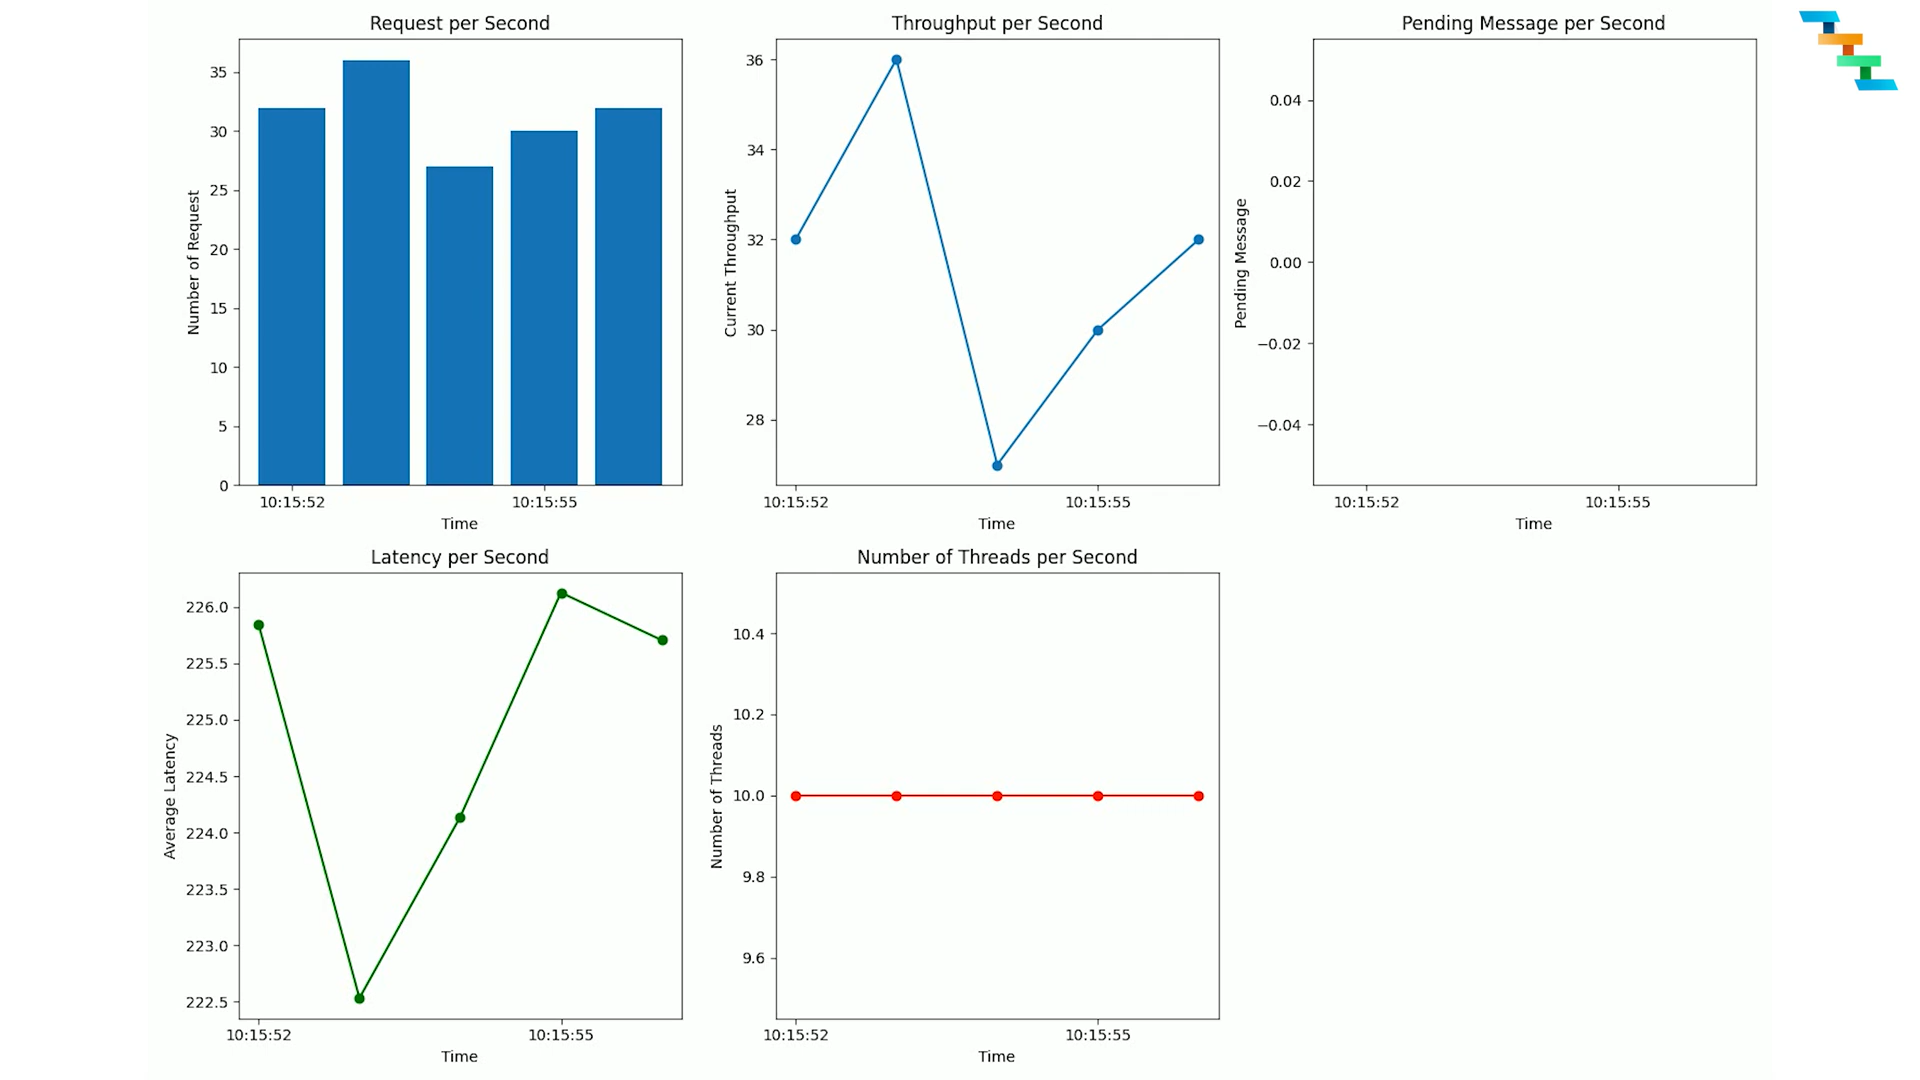 Request per Second
Number of Request
35
30
25
20
15
10
5
0
10:15:52
10:15:55
Time
Throughput per Second
Current Throughput
36
34
32
30
28
10:15:52
10:15:55
Time
Pending Message per Second
Pending Message
0.04
0.02
0.00
−0.02
−0.04
10:15:52
10:15:55
Time
Latency per Second
Average Latency
226.0
225.5
225.0
224.5
224.0
223.5
223.0
222.5
10:15:52
10:15:55
Time
Number of Threads per Second
Number of Threads
10.4
10.2
10.0
9.8
9.6
10:15:52
10:15:55
Time